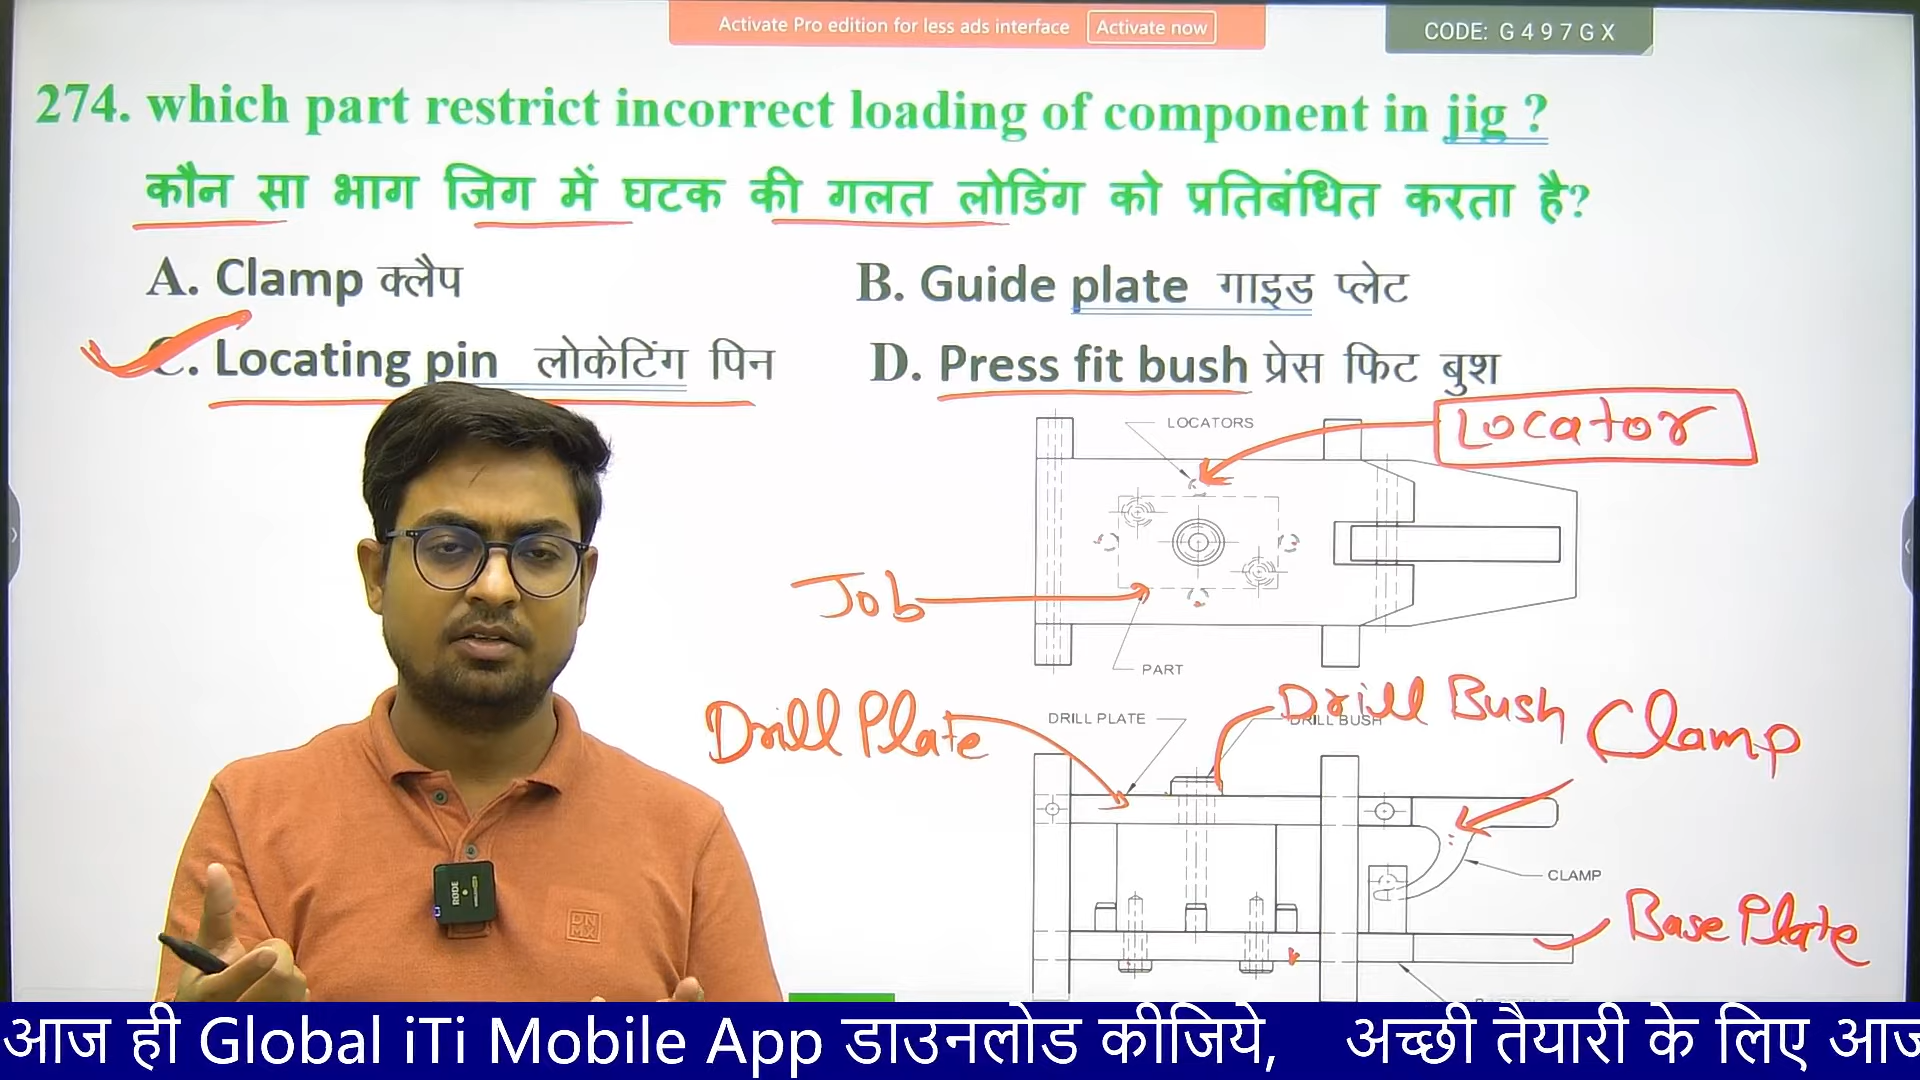 Activate Pro edition for less ads interface Activate now
CODE: G497GX
274. which part restrict incorrect loading of component in jig ?
कौन सा भाग जिग में घटक की गलत लोडिंग को प्रतिबंधित करता है?
A. Clamp क्लैप
B. Guide plate गाइड प्लेट
C. Locating pin लोकेटिंग पिन
D. Press fit bush प्रेस फिट बुश
LOCATORS
Locator
Job
PART
Drill Plate
DRILL PLATE
Drill Bush
DRILL BUSH
Clamp
CLAMP
Base Plate
RØDE
DN
MX
आज ही Global iTi Mobile App डाउनलोड कीजिये, अच्छी तैयारी के लिए आज